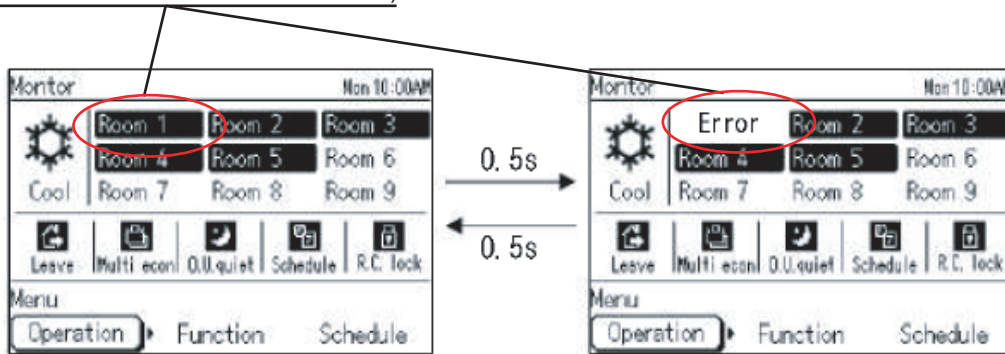 Montor Mon 10:00AM
Room 1 Room 2 Room 3
Room 4 Room 5 Room 6
Cool Room 7 Room 8 Room 9
Leave Multi econ O.U.quiet Schedule R.C. lock
Menu
Operation Function Schedule
0.5s
0.5s
Montor Mon 10:00AM
Error Room 2 Room 3
Room 4 Room 5 Room 6
Cool Room 7 Room 8 Room 9
Leave Multi econ O.U.quiet Schedule R.C. lock
Menu
Operation Function Schedule